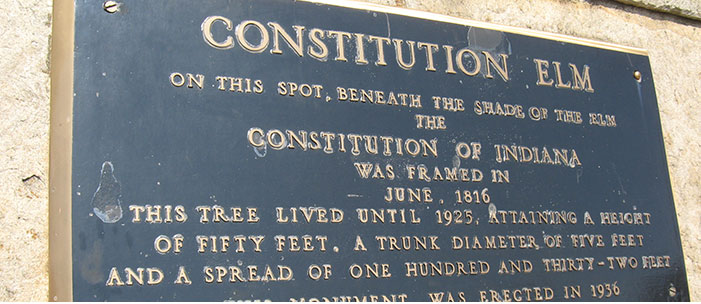 CONSTITUTION ELM
ON THIS SPOT, BENEATH THE SHADE OF THE ELM
THE
CONSTITUTION OF INDIANA
WAS FRAMED IN
JUNE, 1816
THIS TREE LIVED UNTIL 1925, ATTAINING A HEIGHT
OF FIFTY FEET, A TRUNK DIAMETER OF FIVE FEET
AND A SPREAD OF ONE HUNDRED AND THIRTY-TWO FEET
THIS MONUMENT WAS ERECTED IN 1936